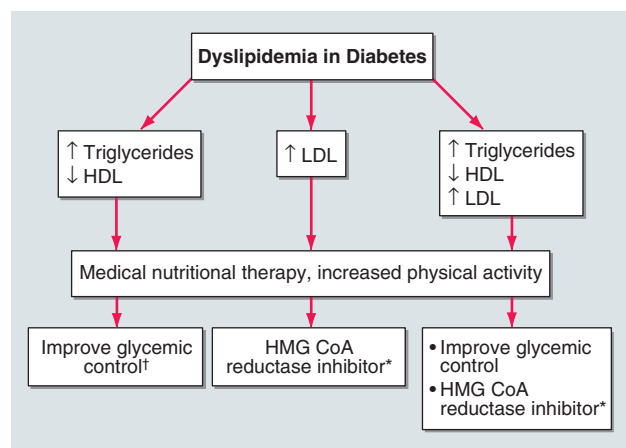 Dyslipidemia in Diabetes
↑ Triglycerides
↓ HDL
↑ LDL
↑ Triglycerides
↓ HDL
↑ LDL
Medical nutritional therapy, increased physical activity
Improve glycemic
control†
HMG CoA
reductase inhibitor*
• Improve glycemic
control
• HMG CoA
reductase inhibitor*